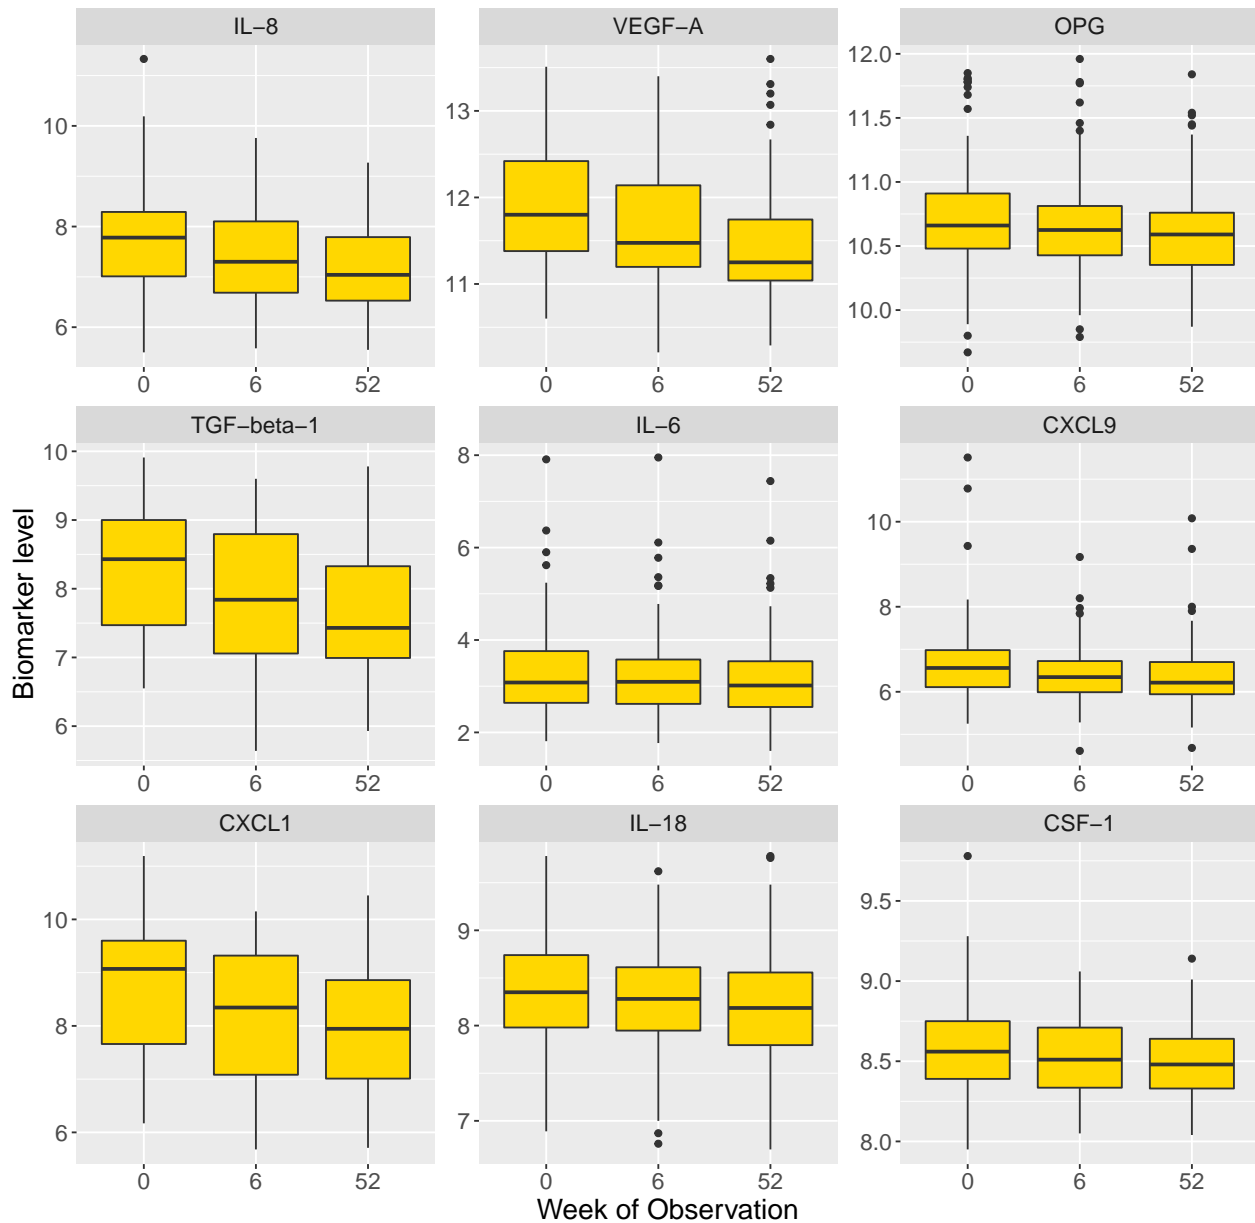 IL−8
VEGF−A
OPG
10
8
6
13
12
11
12.0
11.5
11.0
10.5
10.0
0 6 52
0 6 52
0 6 52
TGF−beta−1
IL−6
CXCL9
10
9
8
7
6
8
6
4
2
10
8
6
0 6 52
0 6 52
0 6 52
CXCL1
IL−18
CSF−1
10
8
6
9
8
7
9.5
9.0
8.5
8.0
0 6 52
0 6 52
0 6 52
Biomarker level
Week of Observation